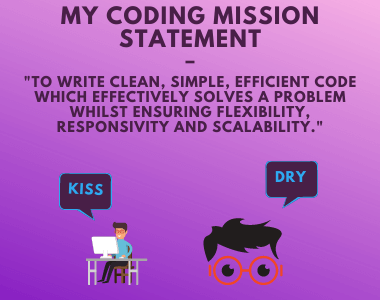 MY CODING MISSION
STATEMENT
–
"TO WRITE CLEAN, SIMPLE, EFFICIENT CODE
WHICH EFFECTIVELY SOLVES A PROBLEM
WHILST ENSURING FLEXIBILITY,
RESPONSIVITY AND SCALABILITY."
KISS
DRY